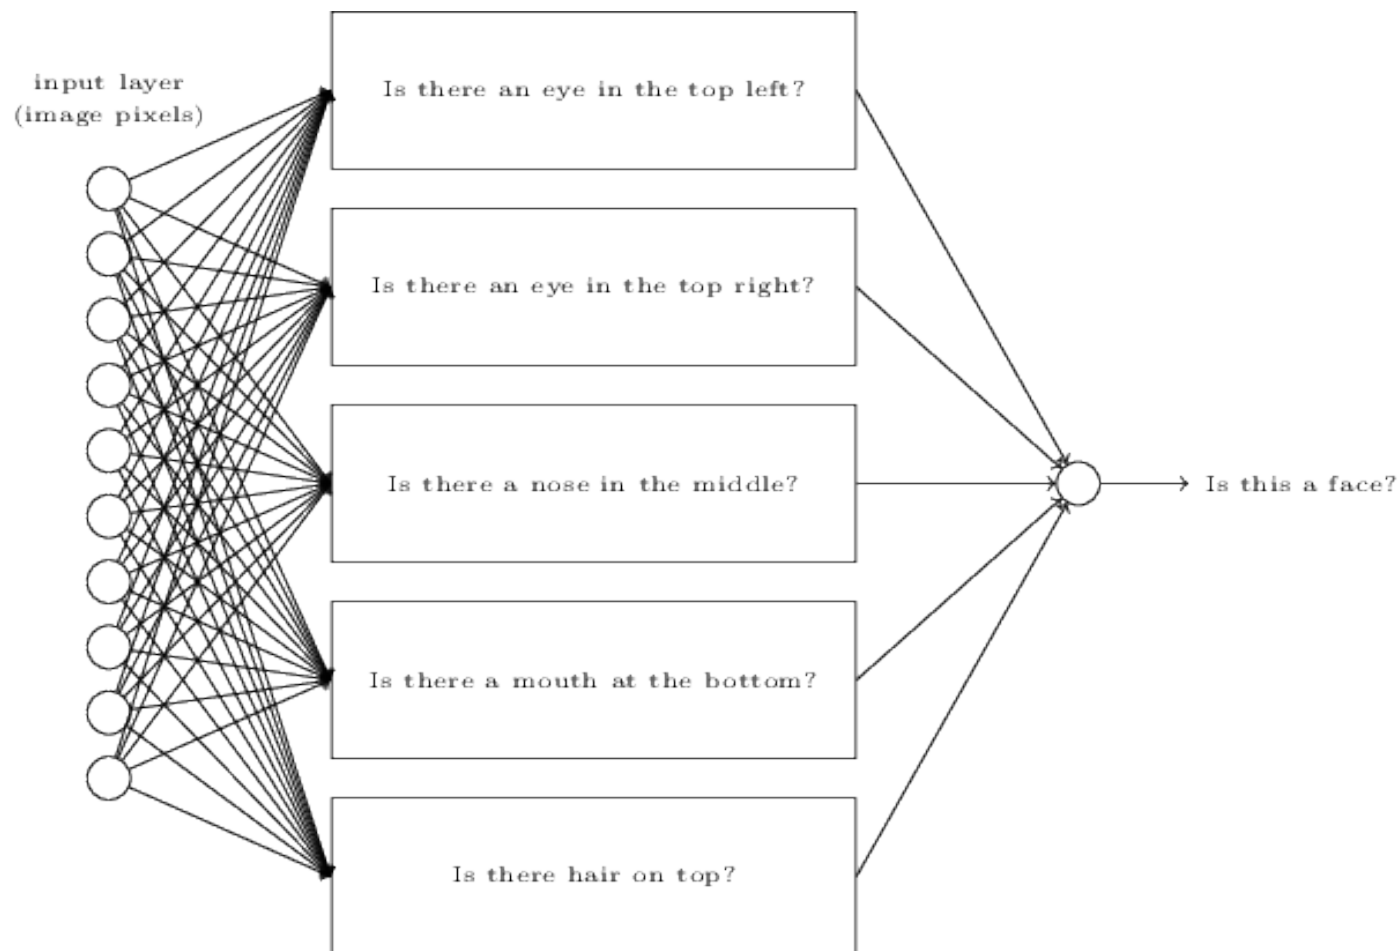 input layer
(image pixels)
Is there an eye in the top left?
Is there an eye in the top right?
Is there a nose in the middle?
Is this a face?
Is there a mouth at the bottom?
Is there hair on top?